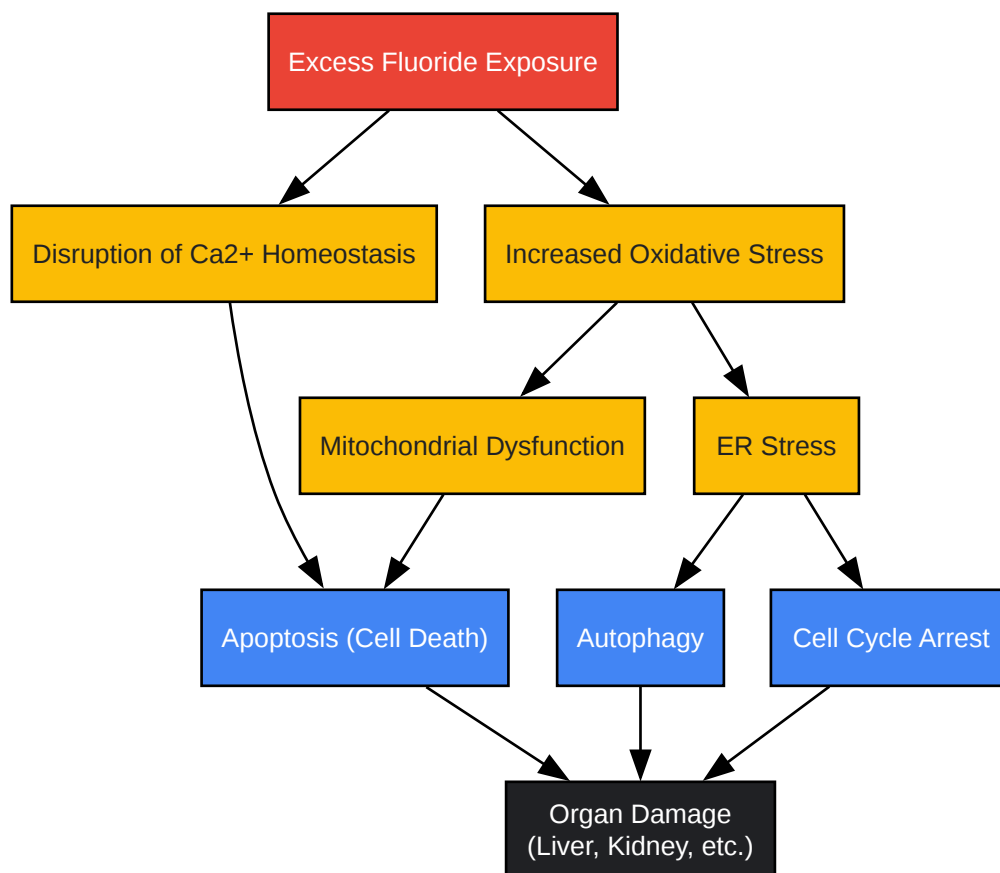 Excess Fluoride Exposure
Disruption of Ca2+ Homeostasis
Increased Oxidative Stress
Mitochondrial Dysfunction
ER Stress
Apoptosis (Cell Death)
Autophagy
Cell Cycle Arrest
Organ Damage
(Liver, Kidney, etc.)